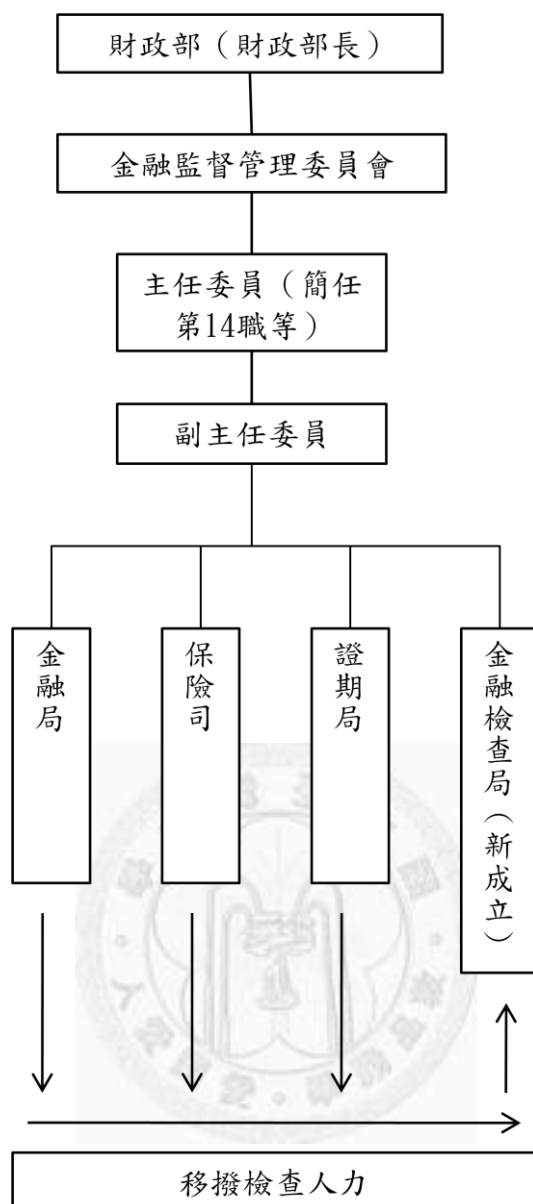 財政部（財政部長）
金融監督管理委員會
主任委員（簡任
第14職等）
副主任委員
金融局
保險司
證期局
金融檢查局（新成立）
移撥檢查人力